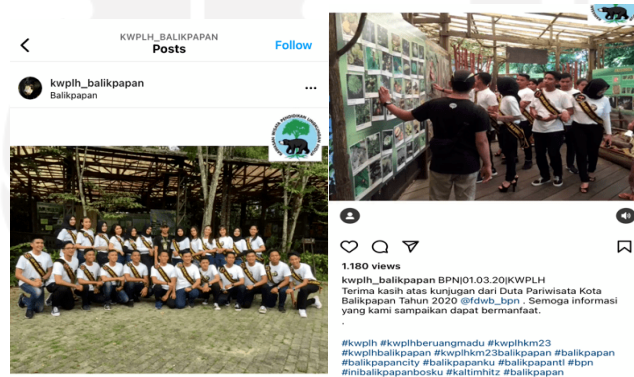 KWPLH_BALIKPAPAN
Posts
Follow
kwplh_balikpapan
Balikpapan
1.180 views
kwplh_balikpapan BPN|01.03.20|KWPLH
Terima kasih atas kunjungan dari Duta Pariwisata Kota
Balikpapan Tahun 2020 @fdwb_bpn . Semoga informasi
yang kami sampaikan dapat bermanfaat.
.
#kwplh #kwplhberuangmadu #kwplhkm23
#kwplhbalikpapan #kwplhkm23balikpapan #balikpapan
#balikpapancity #balikpapanku #balikpapantl #bpn
#inibalikpapanbosku #kaltimhitz #balikpapan